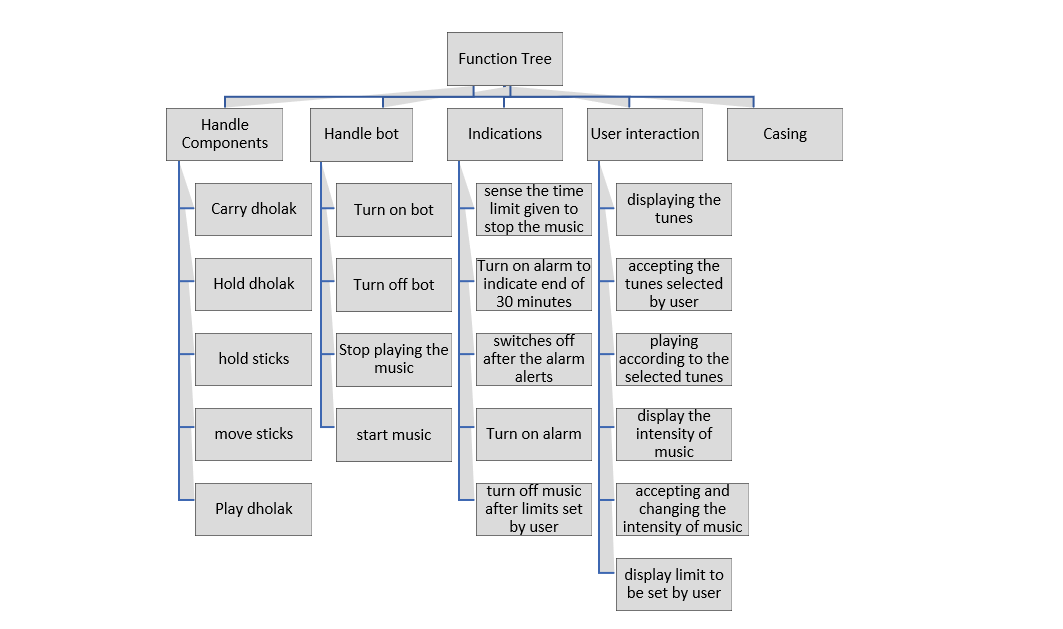 Function Tree
Handle
Components
Handle bot
Indications
User interaction
Casing
Carry dholak
Hold dholak
hold sticks
move sticks
Play dholak
Turn on bot
Turn off bot
Stop playing the
music
start music
sense the time
limit given to
stop the music
Turn on alarm to
indicate end of
30 minutes
switches off
after the alarm
alerts
Turn on alarm
turn off music
after limits set
by user
displaying the
tunes
accepting the
tunes selected
by user
playing
according to the
selected tunes
display the
intensity of
music
accepting and
changing the
intensity of music
display limit to
be set by user